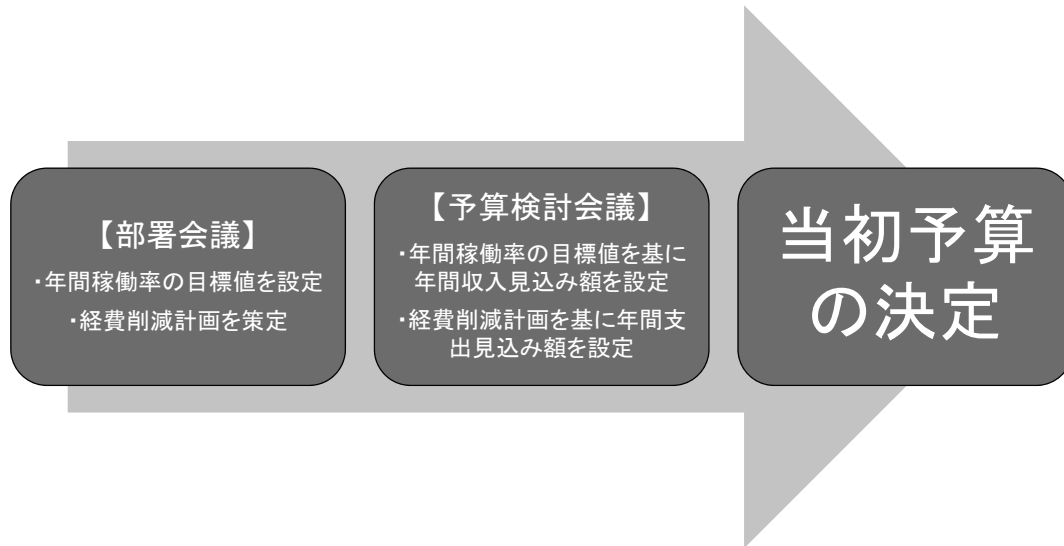 【部署会議】
・年間稼働率の目標値を設定
・経費削減計画を策定
【予算検討会議】
・年間稼働率の目標値を基に
年間収入見込み額を設定
・経費削減計画を基に年間支
出見込み額を設定
当初予算
の決定